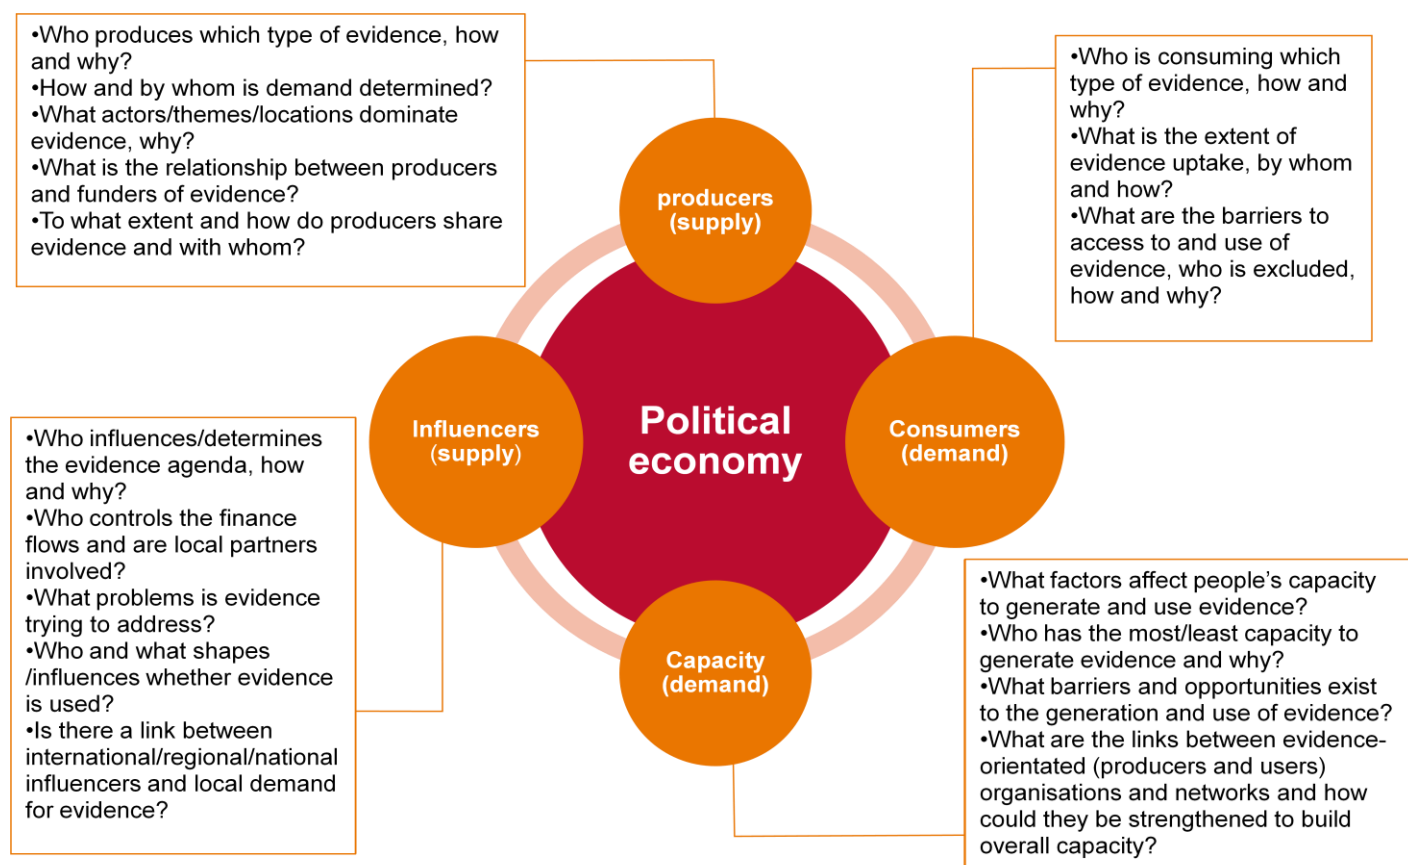 •Who produces which type of evidence, how
and why?
•How and by whom is demand determined?
•What actors/themes/locations dominate
evidence, why?
•What is the relationship between producers
and funders of evidence?
•To what extent and how do producers share
evidence and with whom?
•Who is consuming which
type of evidence, how and
why?
•What is the extent of
evidence uptake, by whom
and how?
•What are the barriers to
access to and use of
evidence, who is excluded,
how and why?
producers
(supply)
Influencers
(supply)
Political
economy
Consumers
(demand)
Capacity
(demand)
•Who influences/determines
the evidence agenda, how
and why?
•Who controls the finance
flows and are local partners
involved?
•What problems is evidence
trying to address?
•Who and what shapes
/influences whether evidence
is used?
•Is there a link between
international/regional/national
influencers and local demand
for evidence?
•What factors affect people’s capacity
to generate and use evidence?
•Who has the most/least capacity to
generate evidence and why?
•What barriers and opportunities exist
to the generation and use of evidence?
•What are the links between evidence-
orientated (producers and users)
organisations and networks and how
could they be strengthened to build
overall capacity?